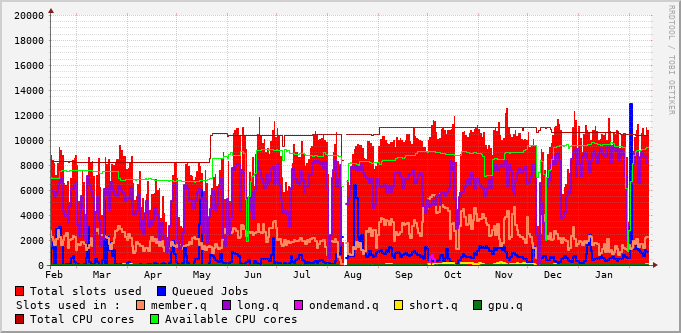 20000
18000
16000
14000
12000
10000
8000
6000
4000
2000
0
Feb Mar Apr May Jun Jul Aug Sep Oct Nov Dec Jan
Total slots used Queued Jobs
Slots used in : member.q long.q ondemand.q short.q gpu.q
Total CPU cores Available CPU cores
RRDTOOL / TOBI OETIKER